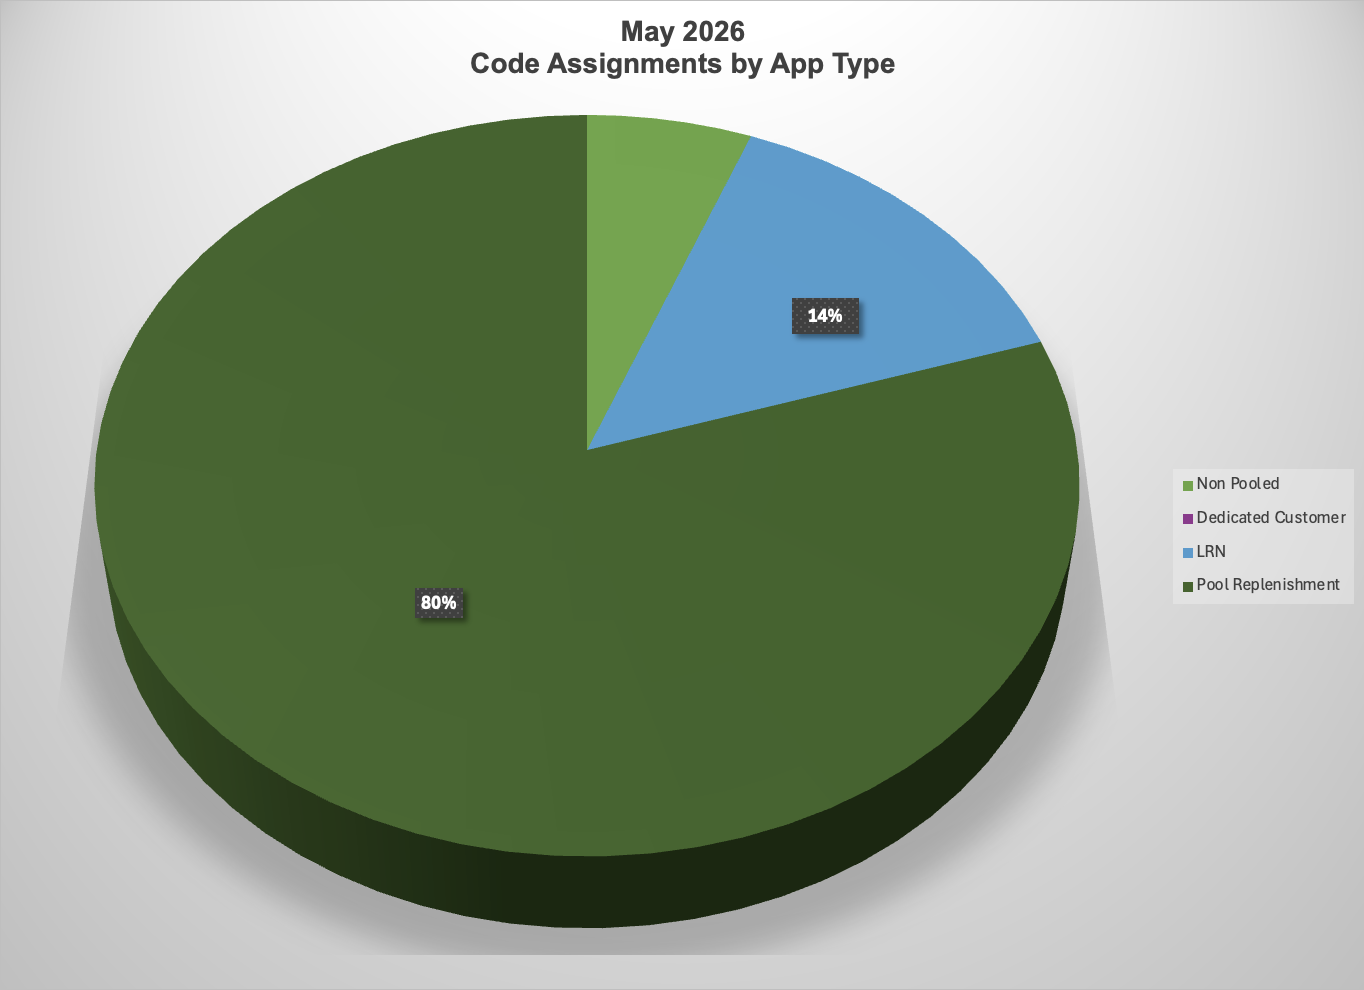 May 2026
Code Assignments by App Type
14%
80%
Non Pooled
Dedicated Customer
LRN
Pool Replenishment